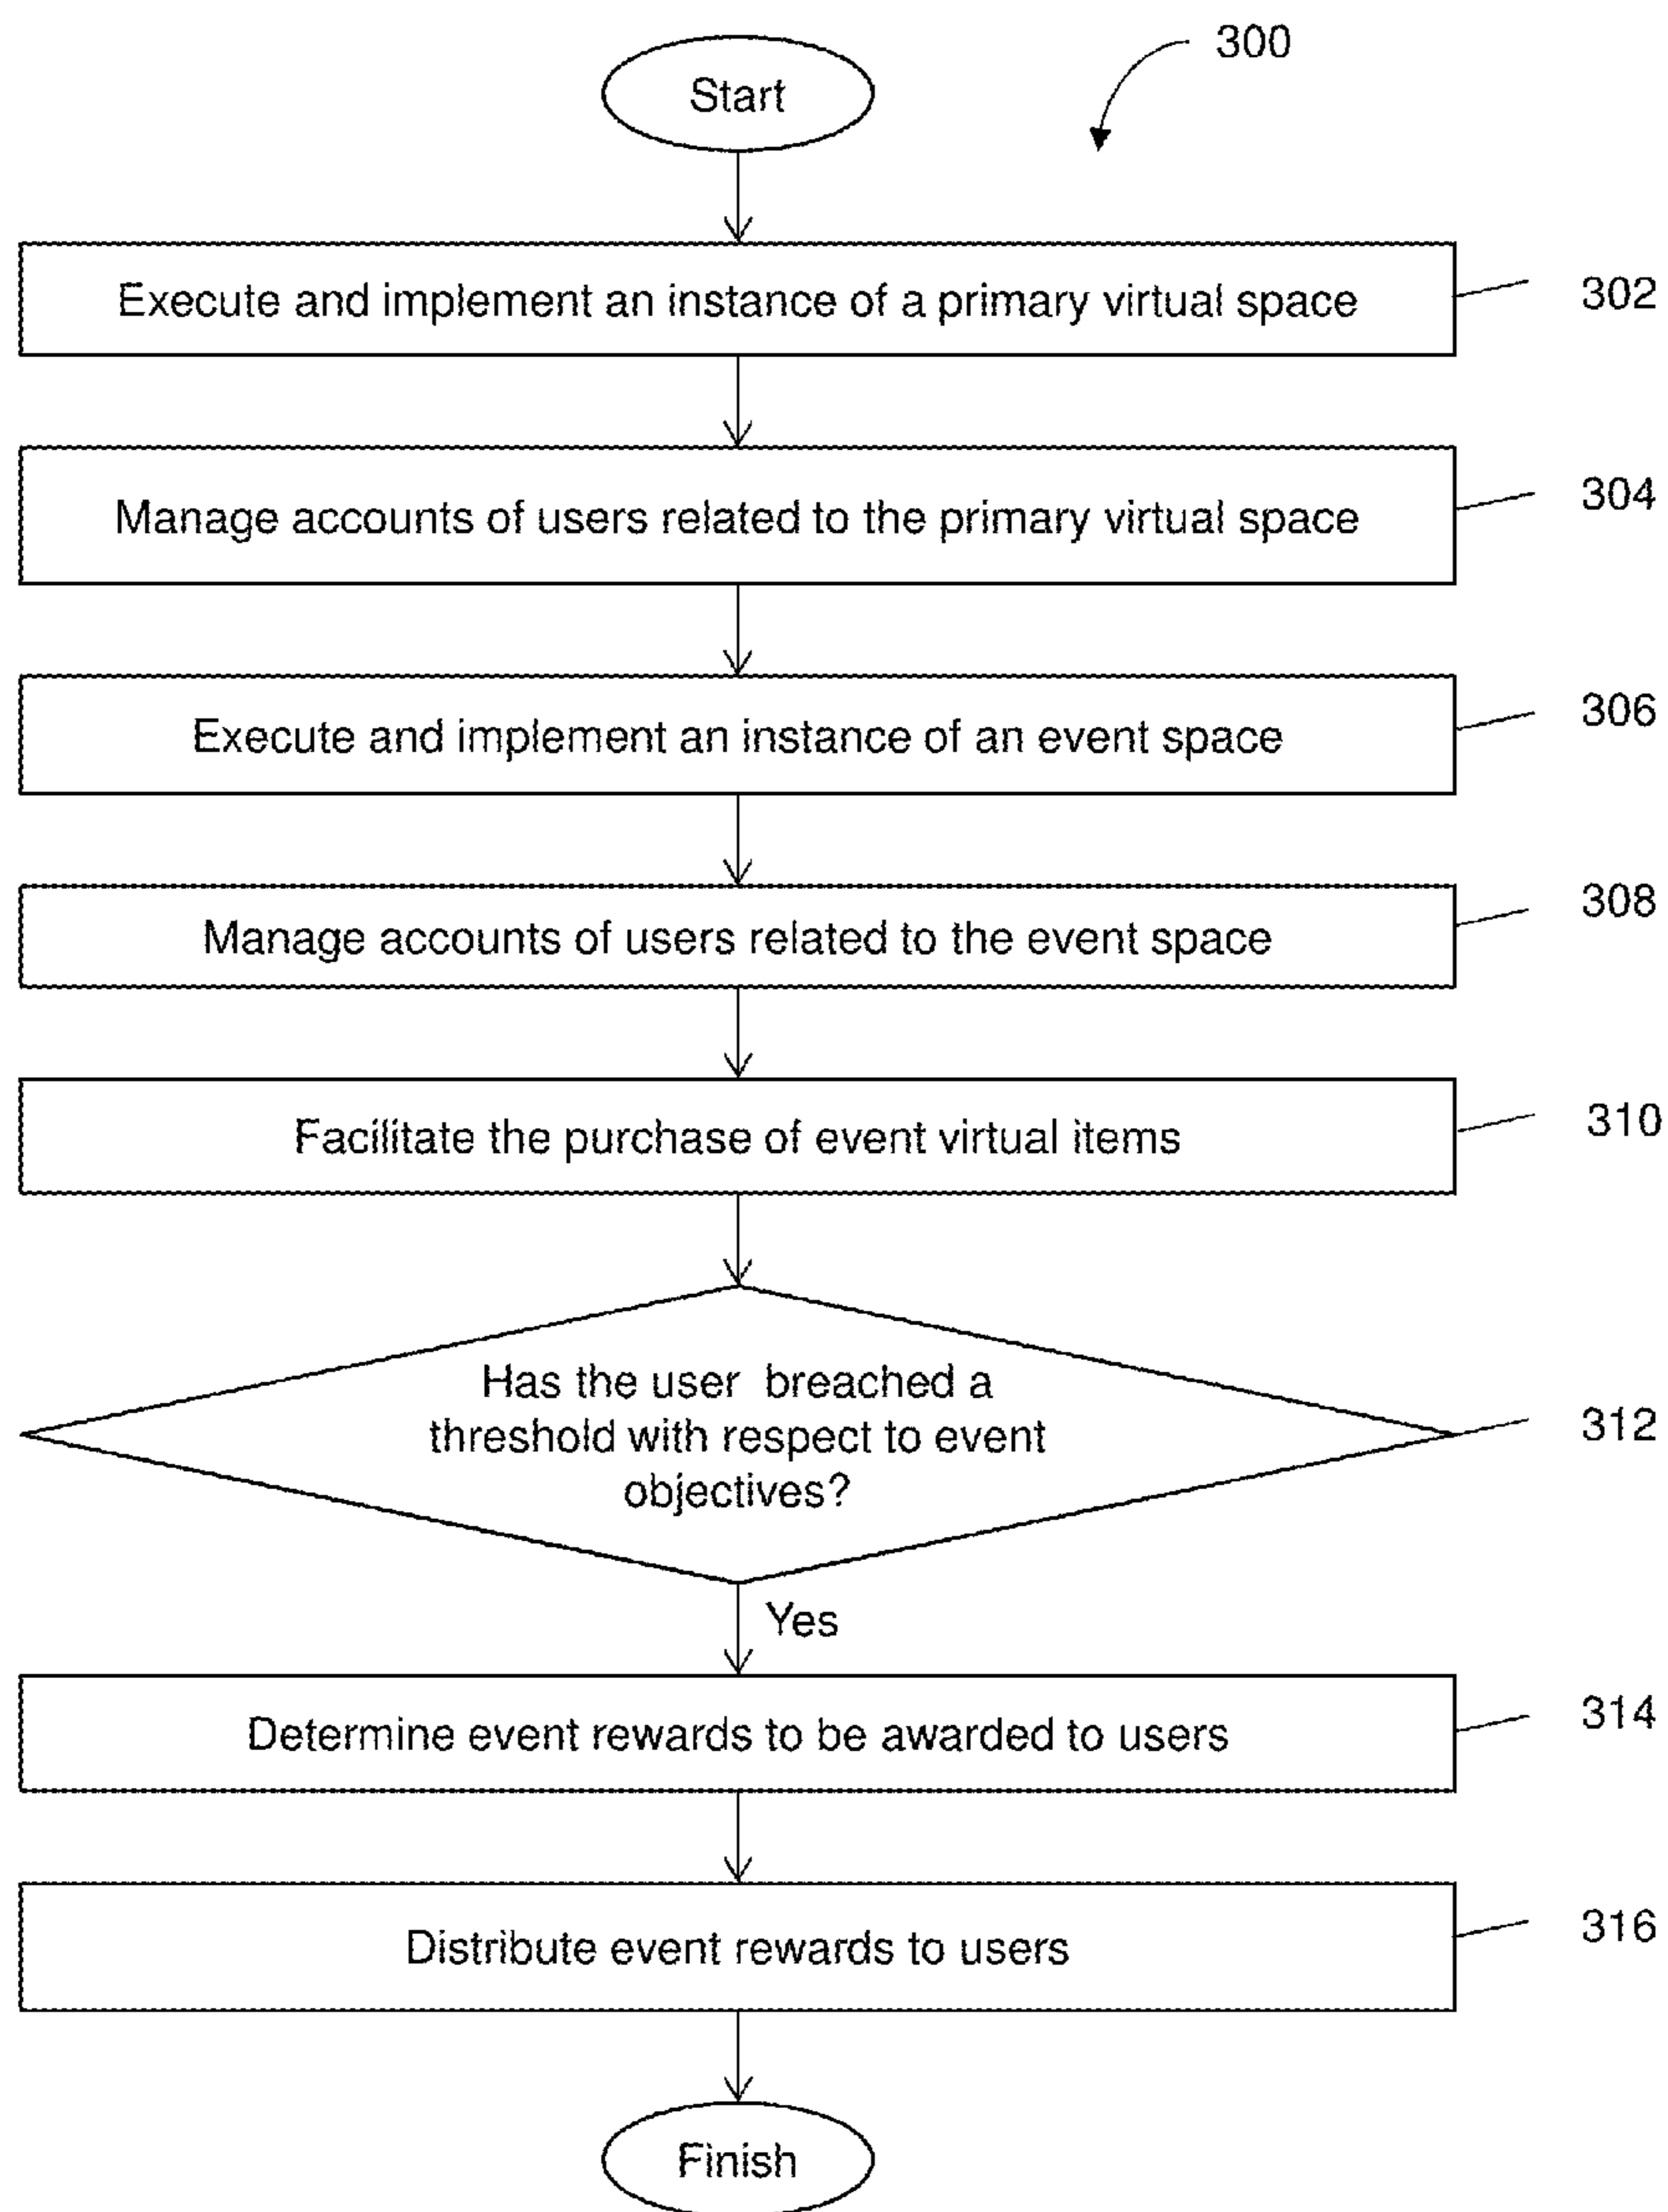 300
Start
Execute and implement an instance of a primary virtual space
302
Manage accounts of users related to the primary virtual space
304
Execute and implement an instance of an event space
306
Manage accounts of users related to the event space
308
Facilitate the purchase of event virtual items
310
Has the user breached a
threshold with respect to event
objectives?
312
Yes
Determine event rewards to be awarded to users
314
Distribute event rewards to users
316
Finish